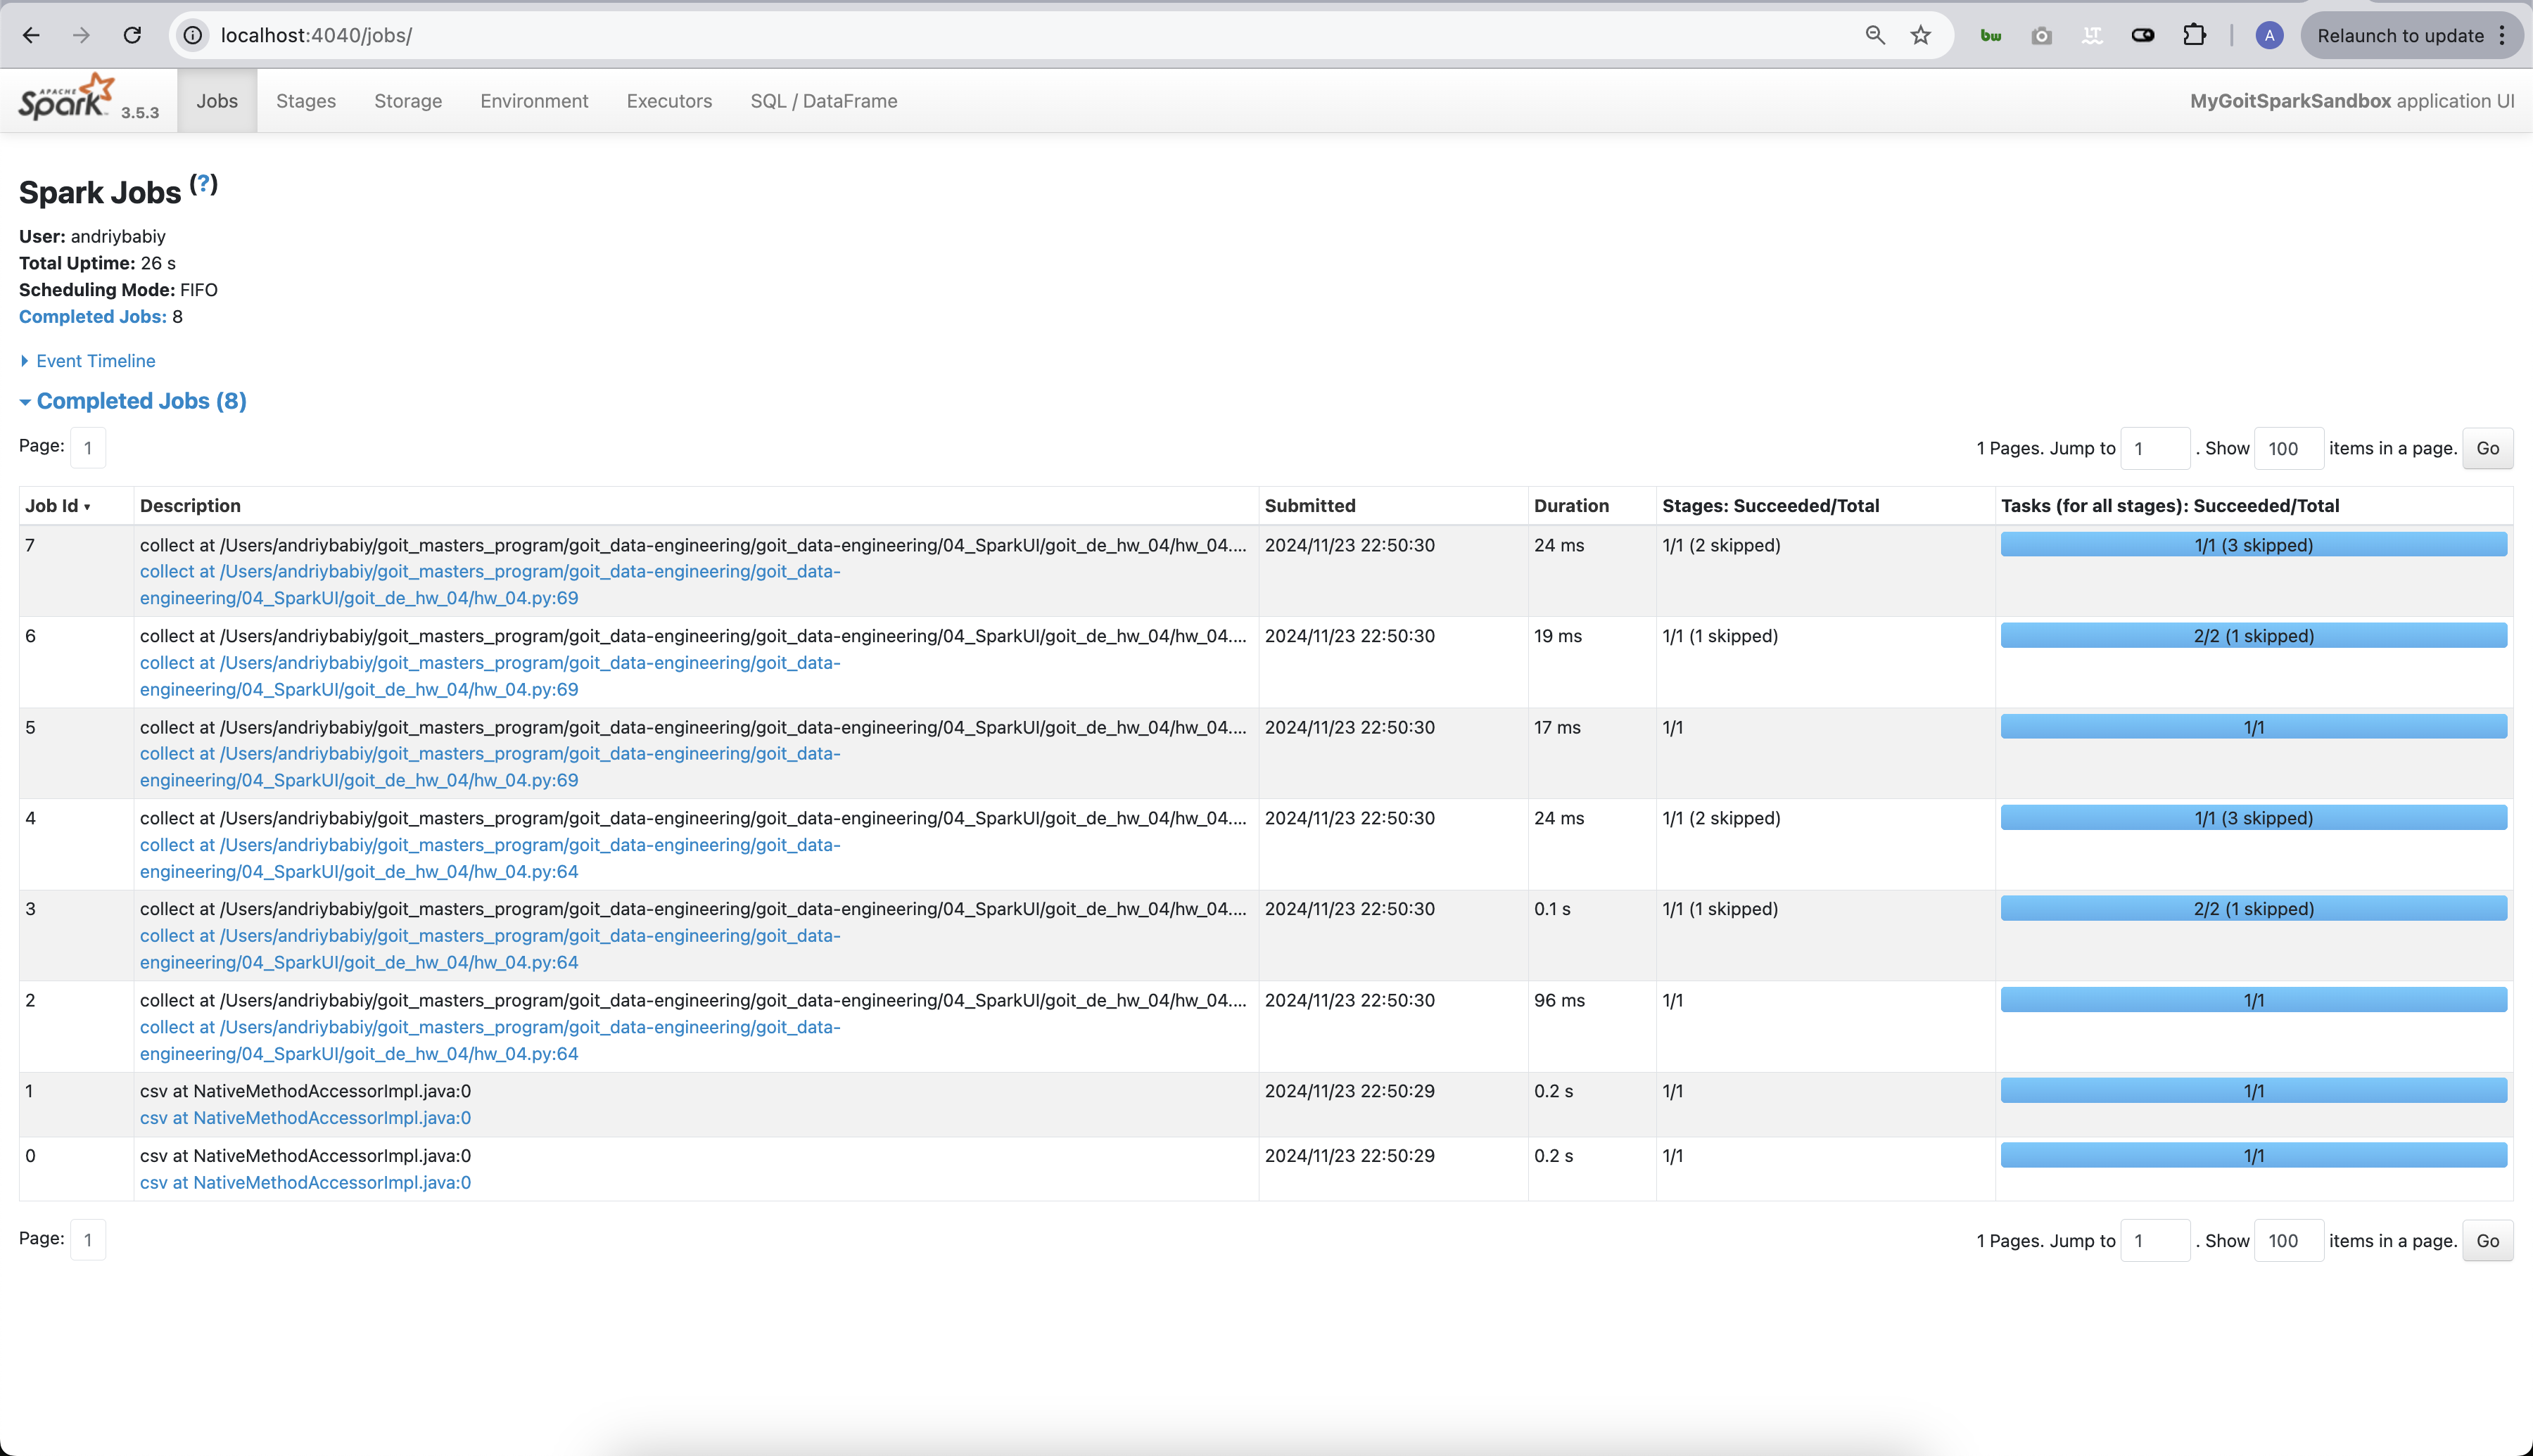 localhost:4040/jobs/
bw
LT
A
Relaunch to update
APACHE
Spark 3.5.3
Jobs
Stages
Storage
Environment
Executors
SQL / DataFrame
MyGoitSparkSandbox application UI
Spark Jobs (?)
User: andriybabiy
Total Uptime: 26 s
Scheduling Mode: FIFO
Completed Jobs: 8
Event Timeline
Completed Jobs (8)
Page: 1
1 Pages. Jump to 1 . Show 100 items in a page. Go
Job Id ▾ Description Submitted Duration Stages: Succeeded/Total Tasks (for all stages): Succeeded/Total
7 collect at /Users/andriybabiy/goit_masters_program/goit_data-engineering/goit_data-engineering/04_SparkUI/goit_de_hw_04/hw_04.... 2024/11/23 22:50:30 24 ms 1/1 (2 skipped) 1/1 (3 skipped)
collect at /Users/andriybabiy/goit_masters_program/goit_data-engineering/goit_data-
engineering/04_SparkUI/goit_de_hw_04/hw_04.py:69
6 collect at /Users/andriybabiy/goit_masters_program/goit_data-engineering/goit_data-engineering/04_SparkUI/goit_de_hw_04/hw_04.... 2024/11/23 22:50:30 19 ms 1/1 (1 skipped) 2/2 (1 skipped)
collect at /Users/andriybabiy/goit_masters_program/goit_data-engineering/goit_data-
engineering/04_SparkUI/goit_de_hw_04/hw_04.py:69
5 collect at /Users/andriybabiy/goit_masters_program/goit_data-engineering/goit_data-engineering/04_SparkUI/goit_de_hw_04/hw_04.... 2024/11/23 22:50:30 17 ms 1/1 1/1
collect at /Users/andriybabiy/goit_masters_program/goit_data-engineering/goit_data-
engineering/04_SparkUI/goit_de_hw_04/hw_04.py:69
4 collect at /Users/andriybabiy/goit_masters_program/goit_data-engineering/goit_data-engineering/04_SparkUI/goit_de_hw_04/hw_04.... 2024/11/23 22:50:30 24 ms 1/1 (2 skipped) 1/1 (3 skipped)
collect at /Users/andriybabiy/goit_masters_program/goit_data-engineering/goit_data-
engineering/04_SparkUI/goit_de_hw_04/hw_04.py:64
3 collect at /Users/andriybabiy/goit_masters_program/goit_data-engineering/goit_data-engineering/04_SparkUI/goit_de_hw_04/hw_04.... 2024/11/23 22:50:30 0.1 s 1/1 (1 skipped) 2/2 (1 skipped)
collect at /Users/andriybabiy/goit_masters_program/goit_data-engineering/goit_data-
engineering/04_SparkUI/goit_de_hw_04/hw_04.py:64
2 collect at /Users/andriybabiy/goit_masters_program/goit_data-engineering/goit_data-engineering/04_SparkUI/goit_de_hw_04/hw_04.... 2024/11/23 22:50:30 96 ms 1/1 1/1
collect at /Users/andriybabiy/goit_masters_program/goit_data-engineering/goit_data-
engineering/04_SparkUI/goit_de_hw_04/hw_04.py:64
1 csv at NativeMethodAccessorImpl.java:0 2024/11/23 22:50:29 0.2 s 1/1 1/1
csv at NativeMethodAccessorImpl.java:0
0 csv at NativeMethodAccessorImpl.java:0 2024/11/23 22:50:29 0.2 s 1/1 1/1
csv at NativeMethodAccessorImpl.java:0
Page: 1
1 Pages. Jump to 1 . Show 100 items in a page. Go